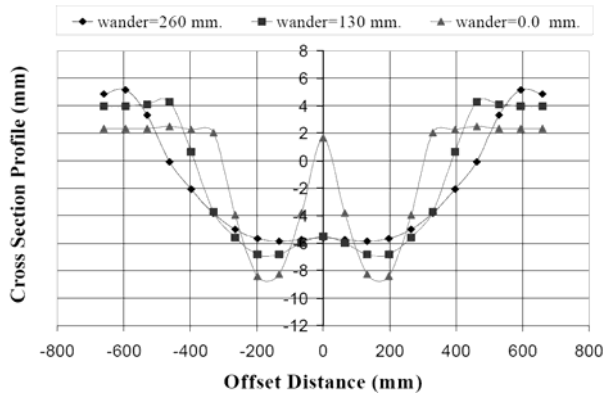 wander=260 mm. wander=130 mm. wander=0.0 mm.
8
6
4
2
0
-2
-4
-6
-8
-10
-12
Cross Section Profile (mm)
-800 -600 -400 -200 0 200 400 600 800
Offset Distance (mm)